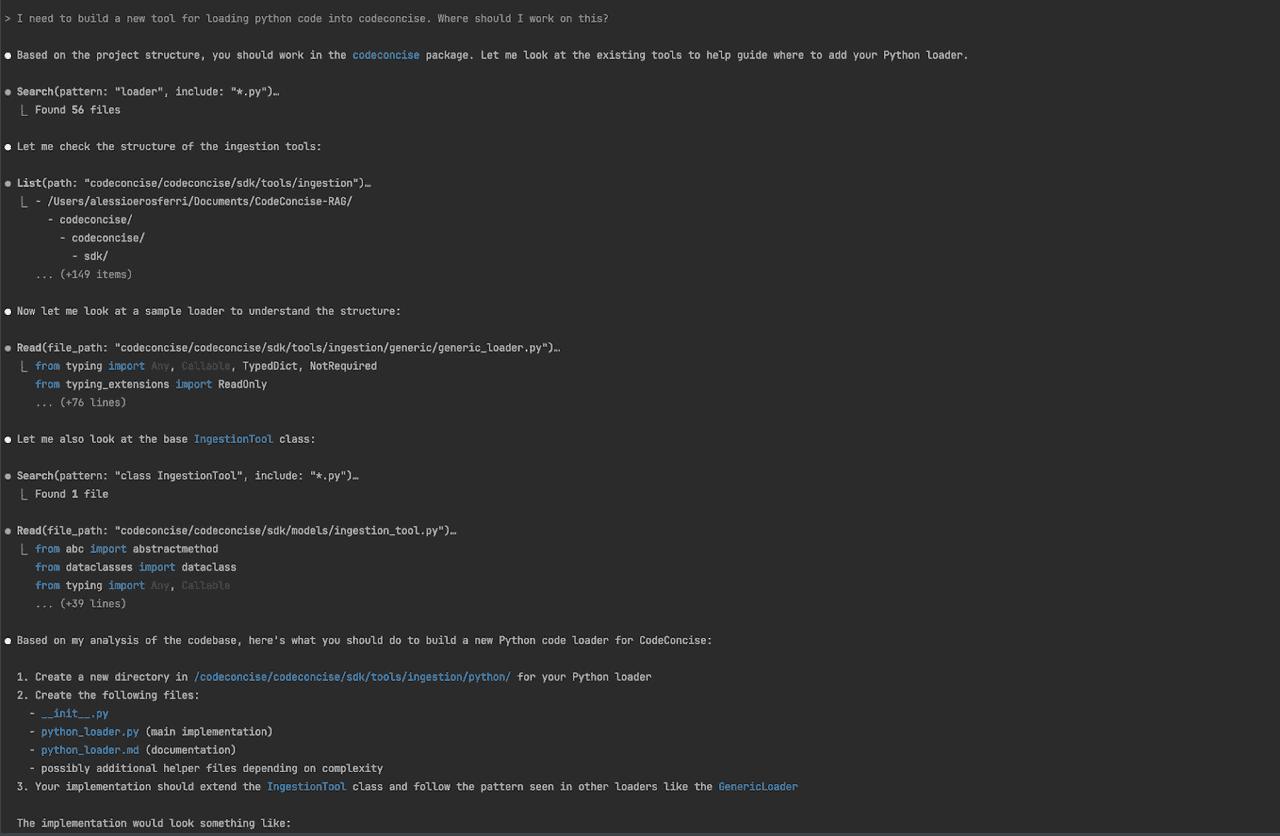 > I need to build a new tool for loading python code into codeconcise. Where should I work on this?
● Based on the project structure, you should work in the codeconcise package. Let me look at the existing tools to help guide where to add your Python loader.
● Search(pattern: "loader", include: "*.py")…
⎿ Found 56 files
● Let me check the structure of the ingestion tools:
● List(path: "codeconcise/codeconcise/sdk/tools/ingestion")…
⎿ - /Users/alessioerosferri/Documents/CodeConcise-RAG/
- codeconcise/
- codeconcise/
- sdk/
... (+149 items)
● Now let me look at a sample loader to understand the structure:
● Read(file_path: "codeconcise/codeconcise/sdk/tools/ingestion/generic/generic_loader.py")…
⎿ from typing import Any, Callable, TypedDict, NotRequired
from typing_extensions import ReadOnly
... (+76 lines)
● Let me also look at the base IngestionTool class:
● Search(pattern: "class IngestionTool", include: "*.py")…
⎿ Found 1 file
● Read(file_path: "codeconcise/codeconcise/sdk/models/ingestion_tool.py")…
⎿ from abc import abstractmethod
from dataclasses import dataclass
from typing import Any, Callable
... (+39 lines)
● Based on my analysis of the codebase, here's what you should do to build a new Python code loader for CodeConcise:
1. Create a new directory in /codeconcise/codeconcise/sdk/tools/ingestion/python/ for your Python loader
2. Create the following files:
- __init__.py
- python_loader.py (main implementation)
- python_loader.md (documentation)
- possibly additional helper files depending on complexity
3. Your implementation should extend the IngestionTool class and follow the pattern seen in other loaders like the GenericLoader
The implementation would look something like: